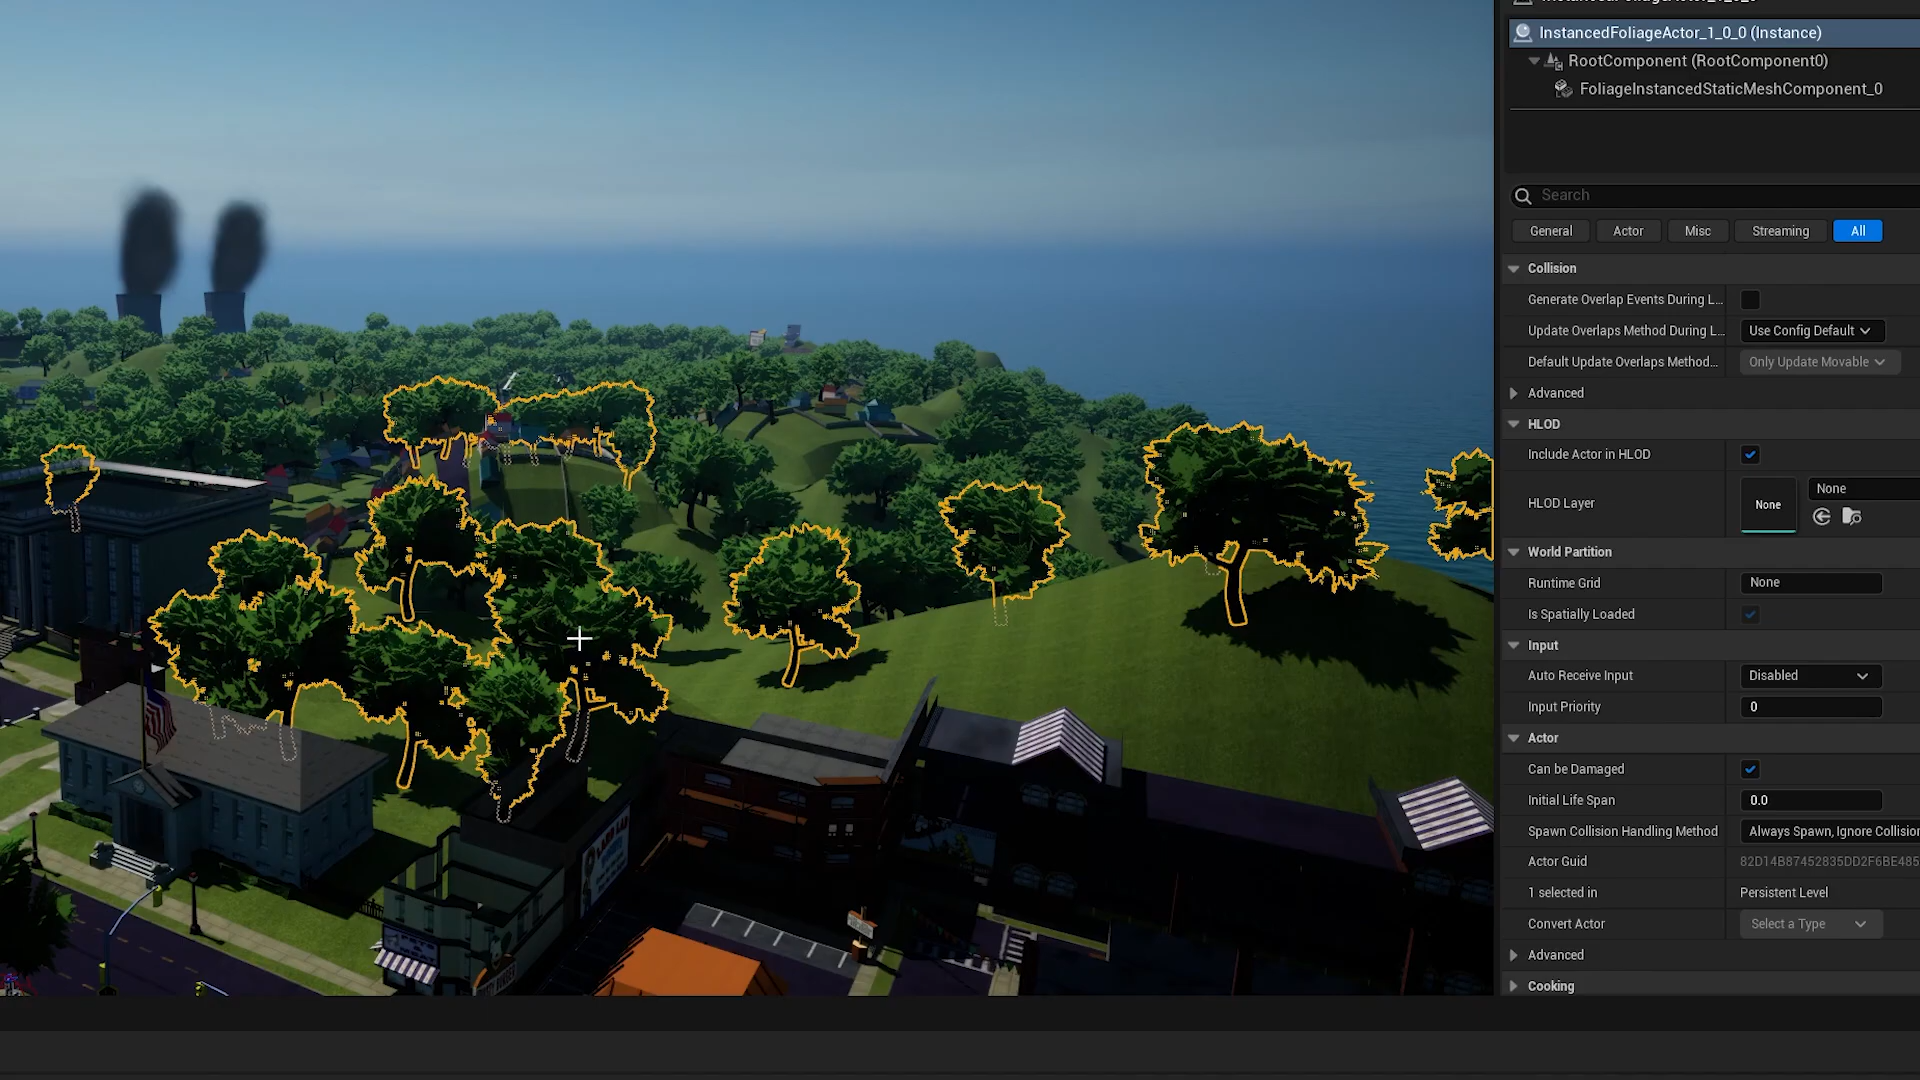 InstancedFoliageActor_1_0_0 (Instance)
RootComponent (RootComponent0)
FoliageInstancedStaticMeshComponent_0
Search
General Actor Misc Streaming All
Collision
Generate Overlap Events During L...
Update Overlaps Method During L... Use Config Default
Default Update Overlaps Method... Only Update Movable
Advanced
HLOD
Include Actor in HLOD
HLOD Layer None None
World Partition
Runtime Grid None
Is Spatially Loaded
Input
Auto Receive Input Disabled
Input Priority 0
Actor
Can be Damaged
Initial Life Span 0.0
Spawn Collision Handling Method Always Spawn, Ignore Collision
Actor Guid 82D14B87452835DD2F6BE485
1 selected in Persistent Level
Convert Actor Select a Type
Advanced
Cooking